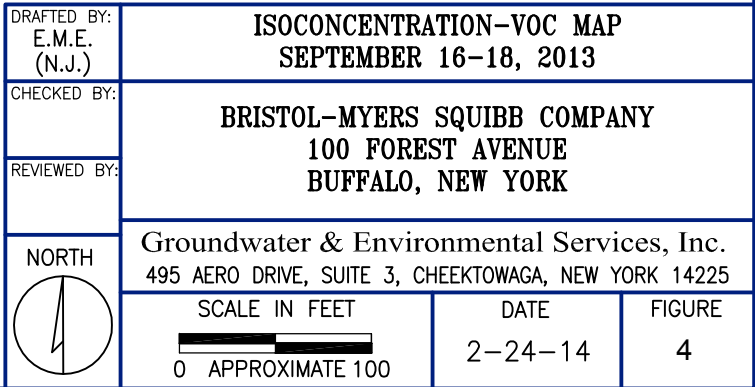 DRAFTED BY:
E.M.E.
(N.J.)
ISOCONCENTRATION-VOC MAP
SEPTEMBER 16-18, 2013
CHECKED BY:
BRISTOL-MYERS SQUIBB COMPANY
100 FOREST AVENUE
BUFFALO, NEW YORK
REVIEWED BY:
NORTH
Groundwater & Environmental Services, Inc.
495 AERO DRIVE, SUITE 3, CHEEKTOWAGA, NEW YORK 14225
SCALE IN FEET
0 APPROXIMATE 100
DATE
2-24-14
FIGURE
4